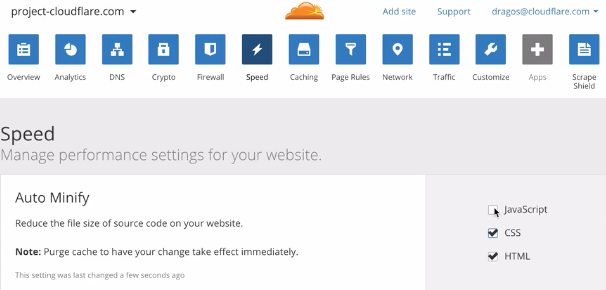 project-cloudflare.com
Add site Support dragos@cloudflare.com
Overview Analytics DNS Crypto Firewall Speed Caching Page Rules Network Traffic Customize Apps Scrape Shield
Speed
Manage performance settings for your website.
Auto Minify
Reduce the file size of source code on your website.
Note: Purge cache to have your change take effect immediately.
This setting was last changed a few seconds ago
JavaScript
CSS
HTML